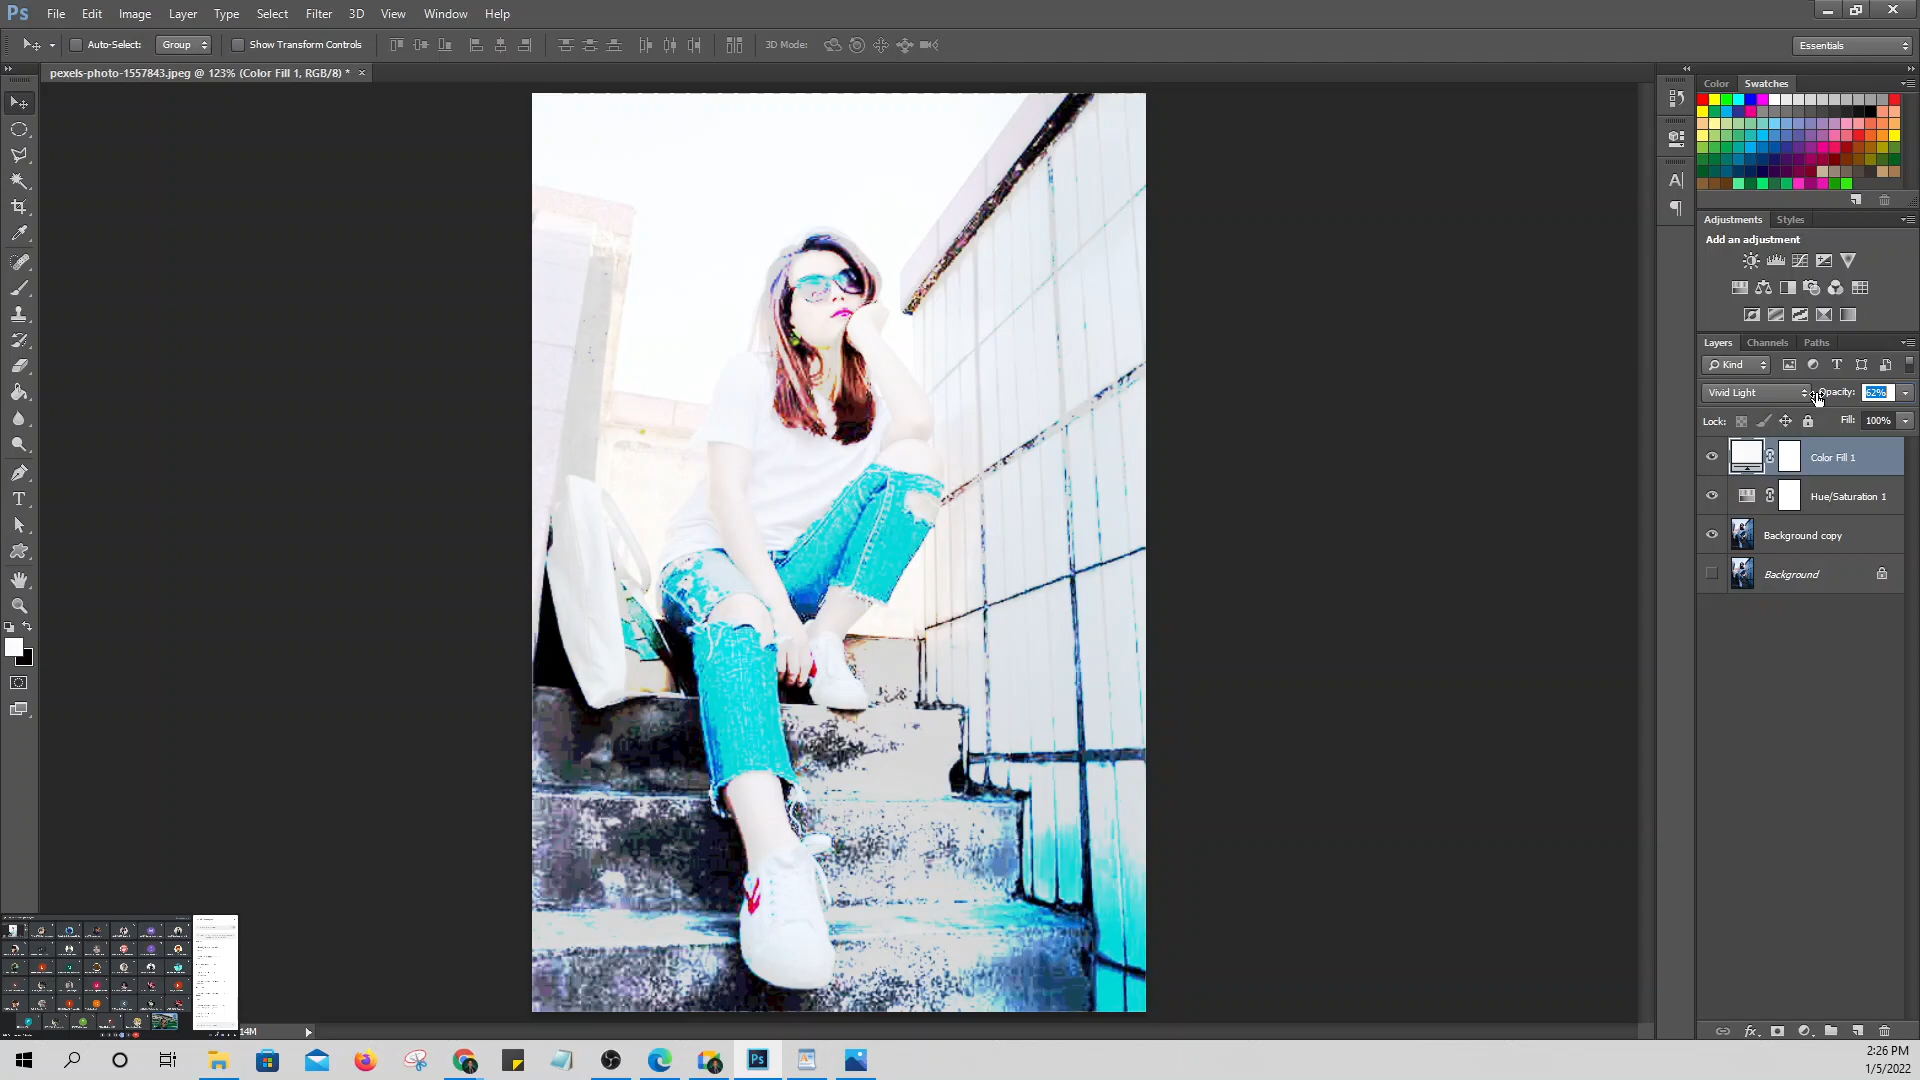 Ps File Edit Image Layer Type Select Filter 3D View Window Help
Auto-Select: Group Show Transform Controls 3D Mode: Essentials
pexels-photo-1557843.jpeg @ 123% (Color Fill 1, RGB/8) * ×
Color Swatches
Adjustments Styles
Add an adjustment
Layers Channels Paths
Kind
Vivid Light Opacity: 62%
Lock: Fill: 100%
Color Fill 1
Hue/Saturation 1
Background copy
Background
14M
Ps
2:26 PM
1/5/2022